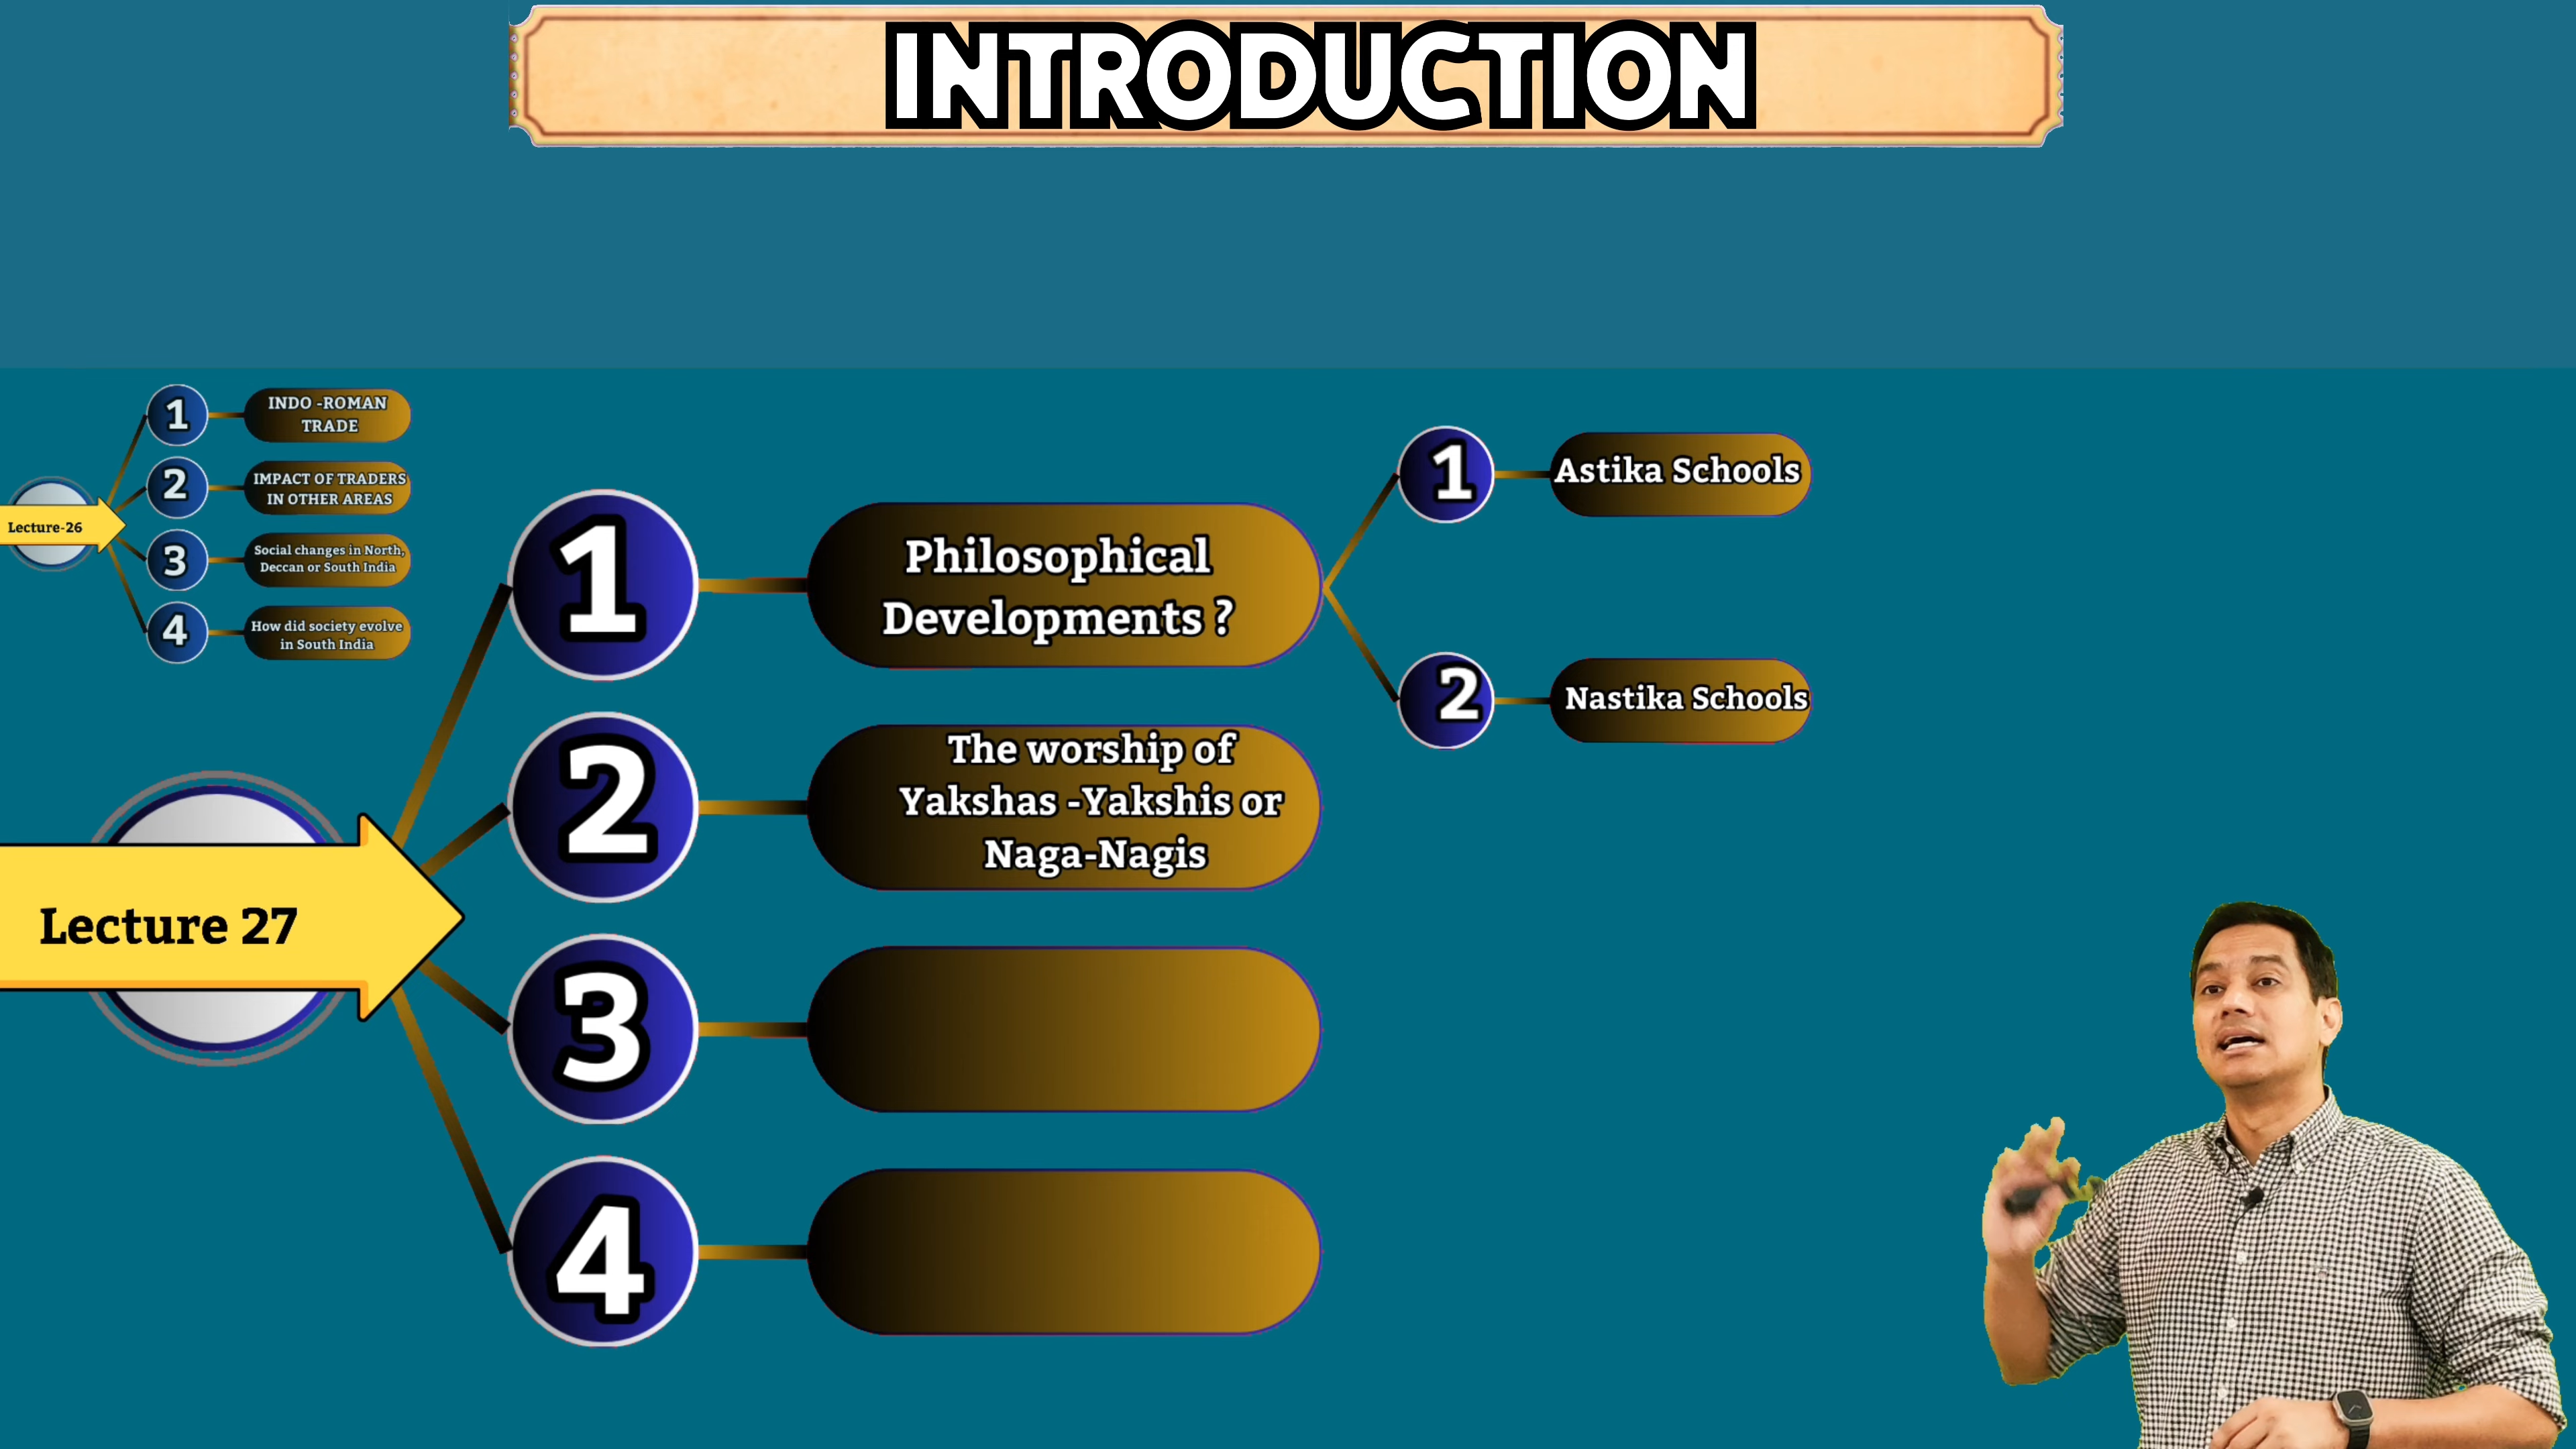 INTRODUCTION
1
INDO -ROMAN
TRADE
2
IMPACT OF TRADERS
IN OTHER AREAS
Lecture-26
3
Social changes in North,
Deccan or South India
4
How did society evolve
in South India
Lecture 27
1
Philosophical
Developments ?
1
Astika Schools
2
Nastika Schools
2
The worship of
Yakshas -Yakshis or
Naga-Nagis
3
4